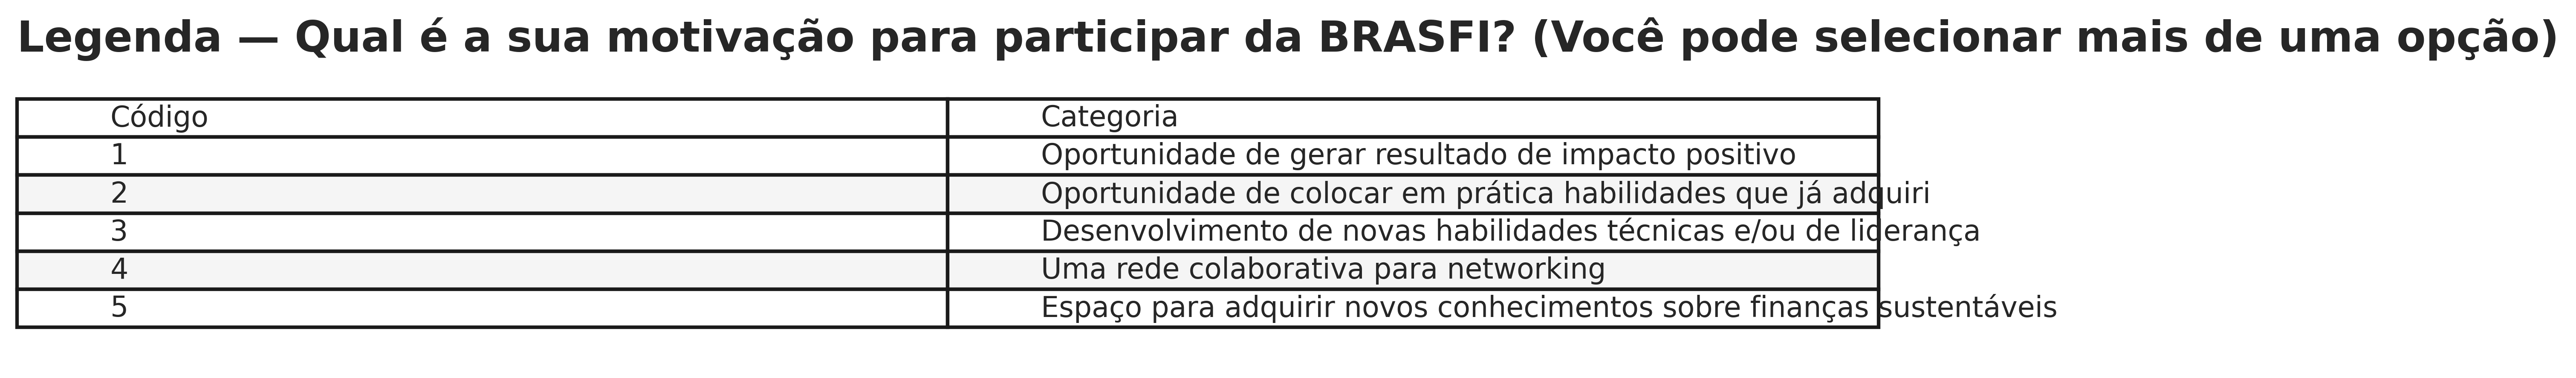 Legenda — Qual é a sua motivação para participar da BRASFI? (Você pode selecionar mais de uma opção)
Código Categoria
1 Oportunidade de gerar resultado de impacto positivo
2 Oportunidade de colocar em prática habilidades que já adquiri
3 Desenvolvimento de novas habilidades técnicas e/ou de liderança
4 Uma rede colaborativa para networking
5 Espaço para adquirir novos conhecimentos sobre finanças sustentáveis